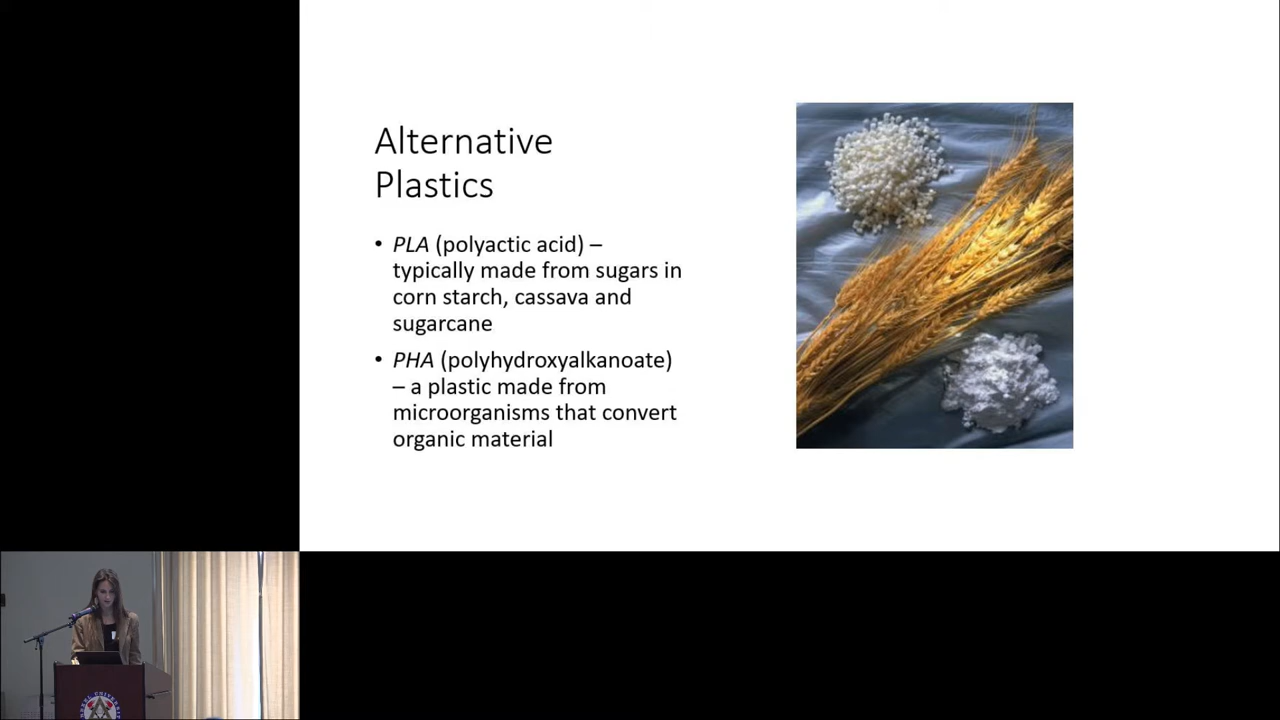 Alternative
Plastics
• PLA (polyactic acid) –
typically made from sugars in
corn starch, cassava and
sugarcane
• PHA (polyhydroxyalkanoate)
– a plastic made from
microorganisms that convert
organic material